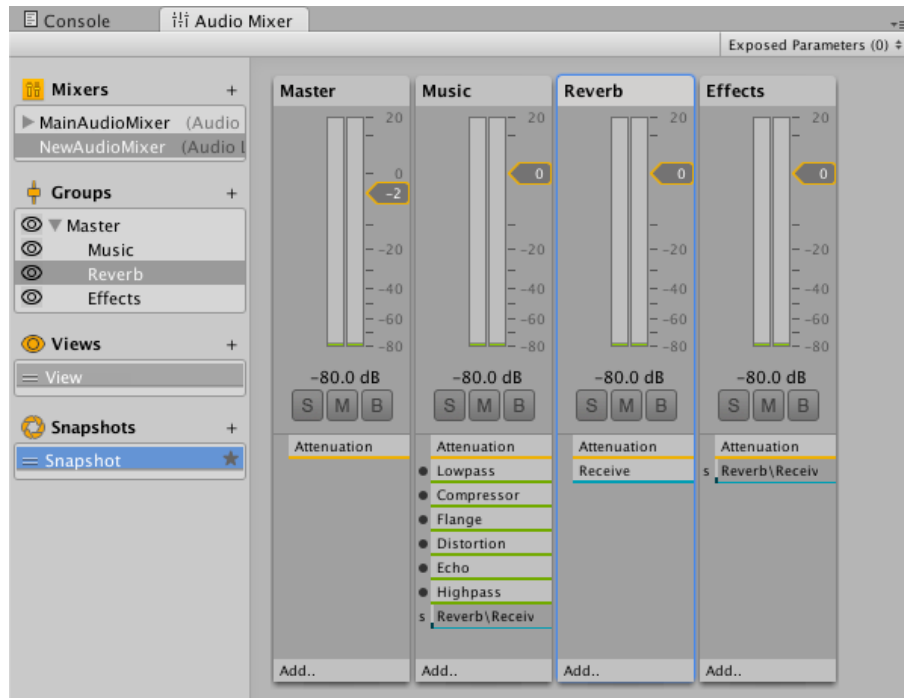 Console
Audio Mixer
Exposed Parameters (0)
Mixers +
MainAudioMixer (Audio
NewAudioMixer (Audio L
Groups +
Master
Music
Reverb
Effects
Views +
View
Snapshots +
Snapshot
Master
20
0
-2
-20
-40
-60
-80
-80.0 dB
S M B
Attenuation
Add..
Music
20
0
-20
-40
-60
-80
-80.0 dB
S M B
Attenuation
Lowpass
Compressor
Flange
Distortion
Echo
Highpass
s Reverb\Receiv
Add..
Reverb
20
0
-20
-40
-60
-80
-80.0 dB
S M B
Attenuation
Receive
Add..
Effects
20
0
-20
-40
-60
-80
-80.0 dB
S M B
Attenuation
s Reverb\Receiv
Add..